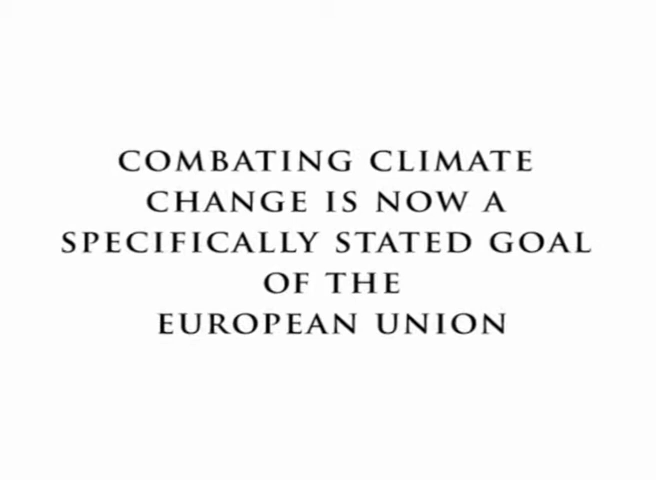 COMBATING CLIMATE
CHANGE IS NOW A
SPECIFICALLY STATED GOAL
OF THE
EUROPEAN UNION